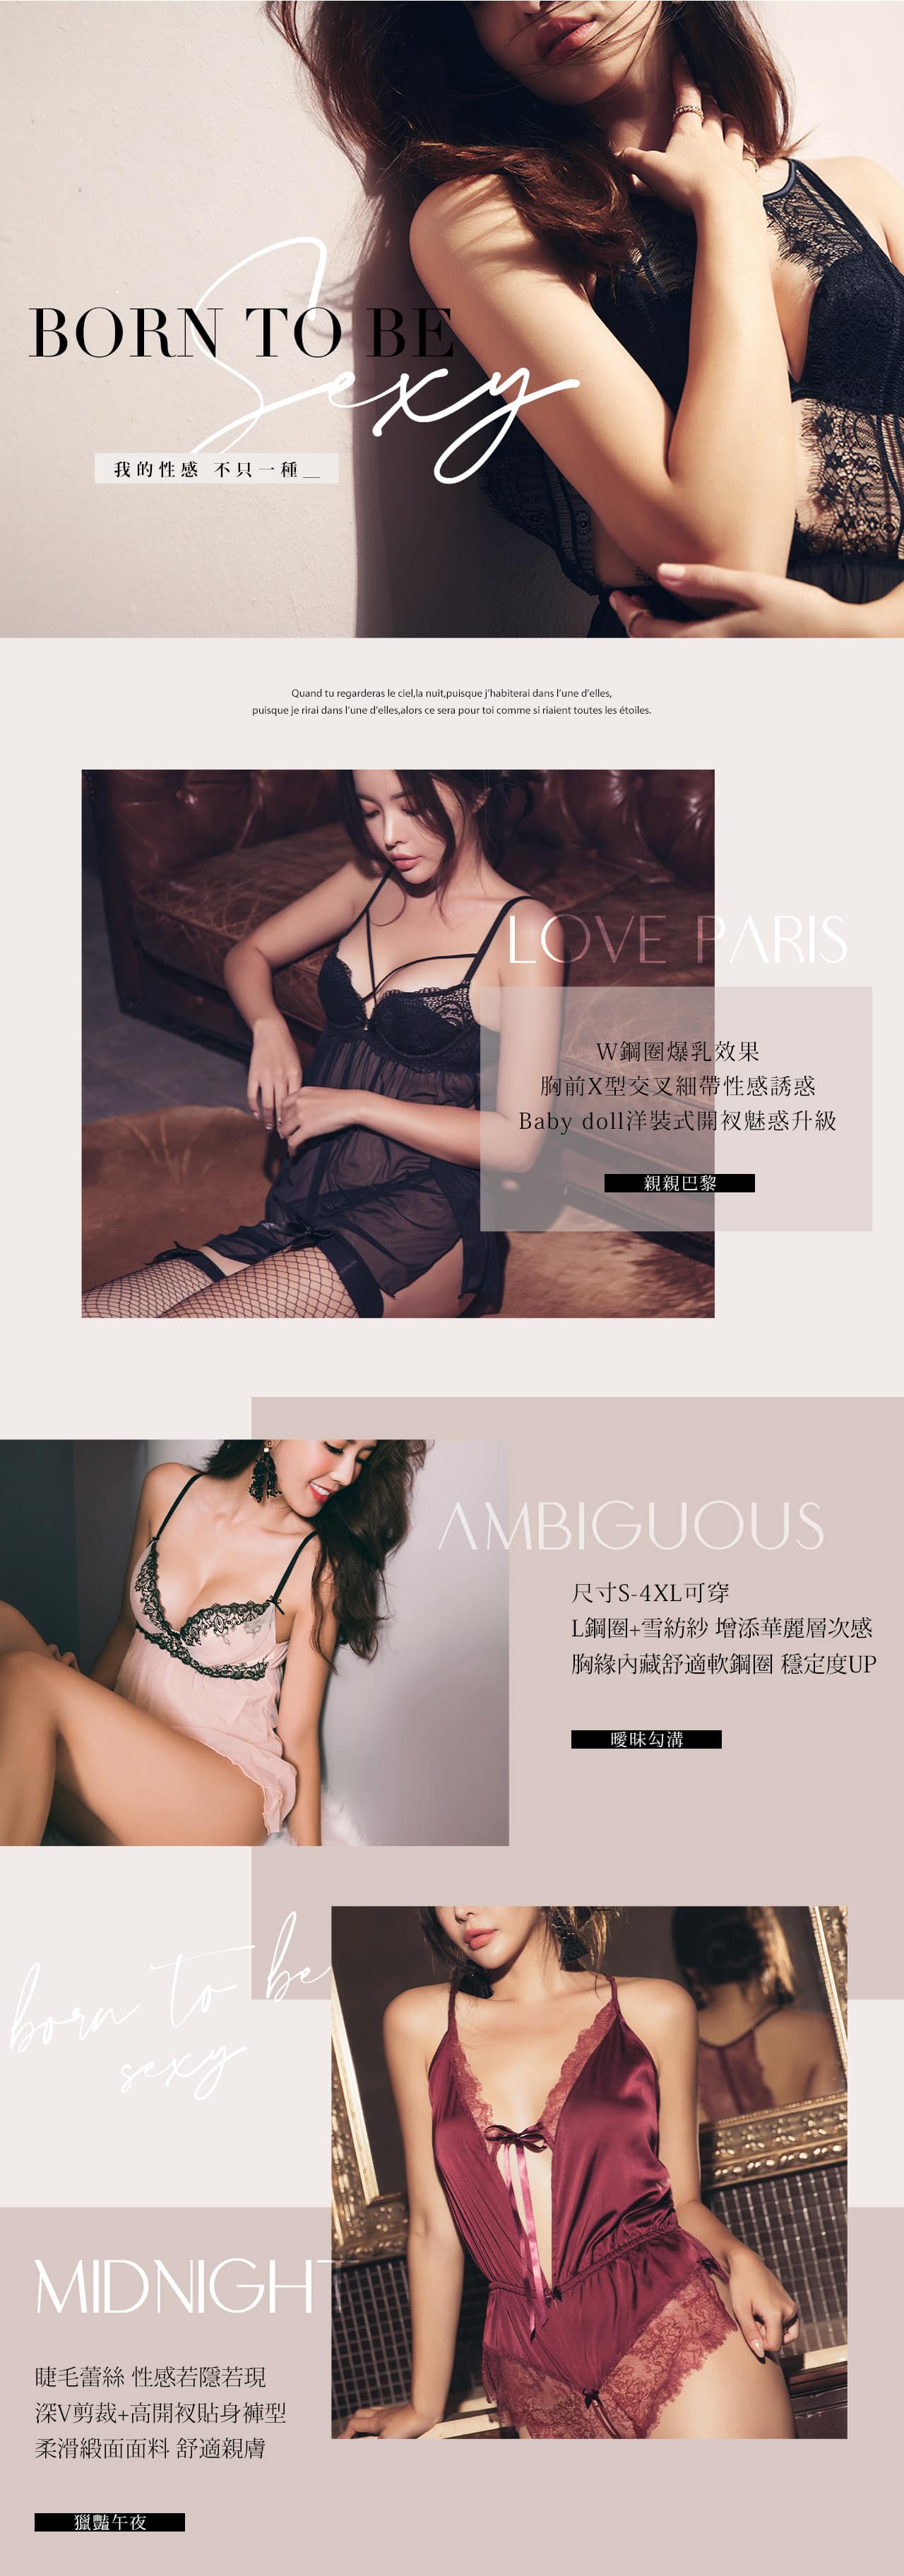 BORN TO BE
Sexy
我的性感 不只一種__
Quand tu regarderas le ciel,la nuit,puisque j'habiterai dans l'une d'elles,
puisque je rirai dans l'une d'elles,alors ce sera pour toi comme si riaient toutes les étoiles.
LOVE PARIS
W鋼圈爆乳效果
胸前X型交叉細帶性感誘惑
Baby doll洋裝式開衩魅惑升級
親親巴黎
AMBIGUOUS
尺寸S-4XL可穿
L鋼圈+雪紡紗 增添華麗層次感
胸緣內藏舒適軟鋼圈 穩定度UP
曖昧勾溝
born to be
sexy
MIDNIGHT
睫毛蕾絲 性感若隱若現
深V剪裁+高開衩貼身褲型
柔滑緞面面料 舒適親膚
獵豔午夜